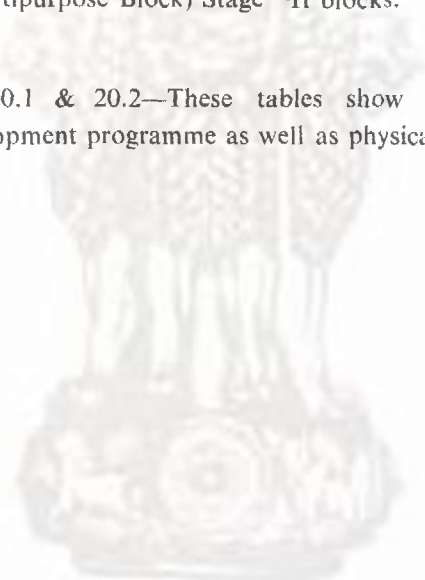 tipurpose Block) Stage II blocks.
0.1 & 20.2—These tables show
opment programme as well as physica